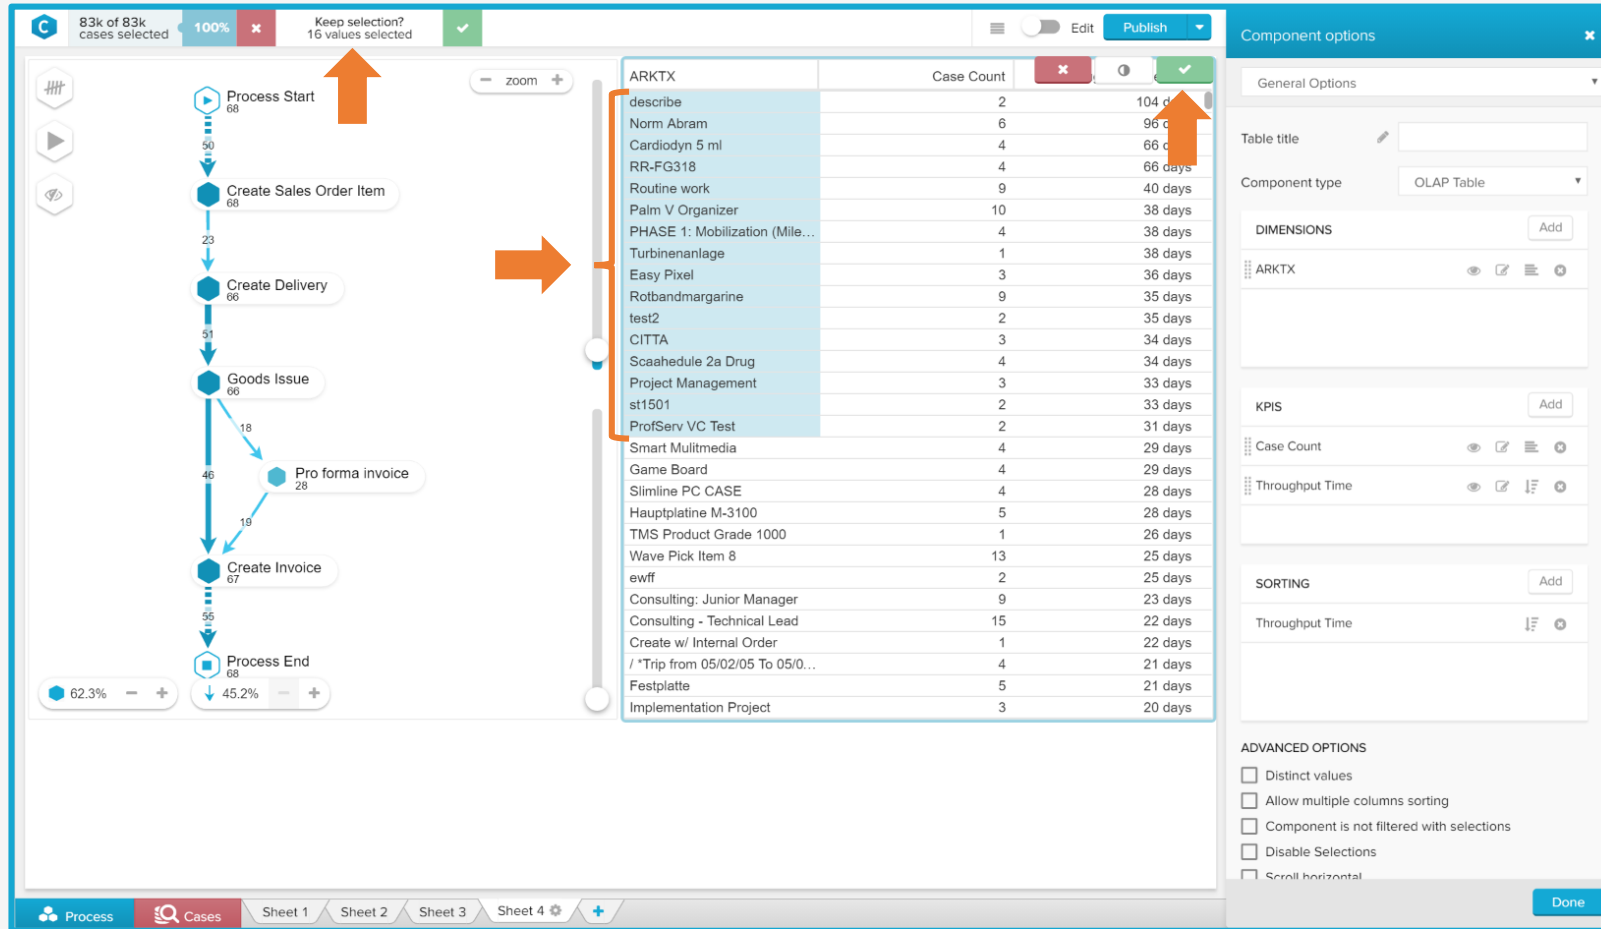 C
83k of 83k
cases selected
100%
Keep selection?
16 values selected
Edit
Publish
Component options
General Options
Table title
Component type
OLAP Table
DIMENSIONS
Add
ARKTX
KPIS
Add
Case Count
Throughput Time
SORTING
Add
Throughput Time
ADVANCED OPTIONS
Distinct values
Allow multiple columns sorting
Component is not filtered with selections
Disable Selections
Scroll horizontal
Done
zoom
Process Start
68
50
Create Sales Order Item
68
23
Create Delivery
66
51
Goods Issue
66
18
46
Pro forma invoice
28
19
Create Invoice
67
55
Process End
68
62.3%
45.2%
ARKTX Case Count
describe 2 104
Norm Abram 6 96
Cardiodyn 5 ml 4 66
RR-FG318 4 66 days
Routine work 9 40 days
Palm V Organizer 10 38 days
PHASE 1: Mobilization (Mile... 4 38 days
Turbinenanlage 1 38 days
Easy Pixel 3 36 days
Rotbandmargarine 9 35 days
test2 2 35 days
CITTA 3 34 days
Scaahedule 2a Drug 4 34 days
Project Management 3 33 days
st1501 2 33 days
ProfServ VC Test 2 31 days
Smart Mulitmedia 4 29 days
Game Board 4 29 days
Slimline PC CASE 4 28 days
Hauptplatine M-3100 5 28 days
TMS Product Grade 1000 1 26 days
Wave Pick Item 8 13 25 days
ewff 2 25 days
Consulting: Junior Manager 9 23 days
Consulting - Technical Lead 15 22 days
Create w/ Internal Order 1 22 days
/ *Trip from 05/02/05 To 05/0... 4 21 days
Festplatte 5 21 days
Implementation Project 3 20 days
Process
Cases
Sheet 1
Sheet 2
Sheet 3
Sheet 4